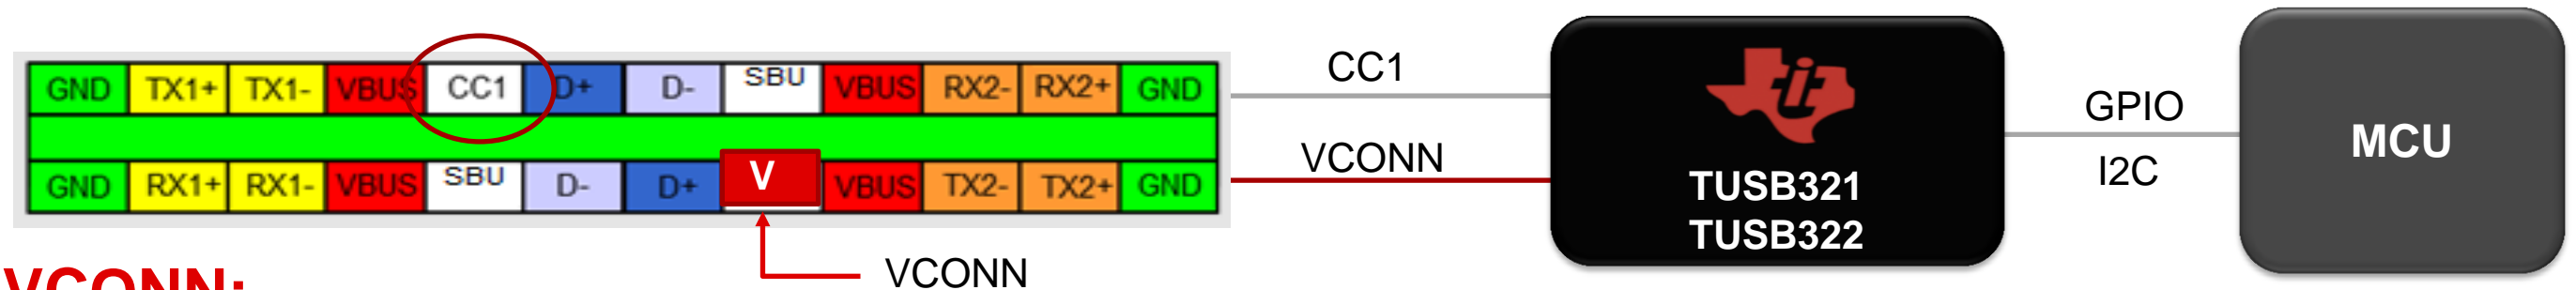 GND TX1+ TX1- VBUS CC1 D+ D- SBU VBUS RX2- RX2+ GND
GND RX1+ RX1- VBUS SBU D- D+ V VBUS TX2- TX2+ GND
VCONN
CC1
VCONN
TUSB321
TUSB322
GPIO
I2C
MCU
VCONN: